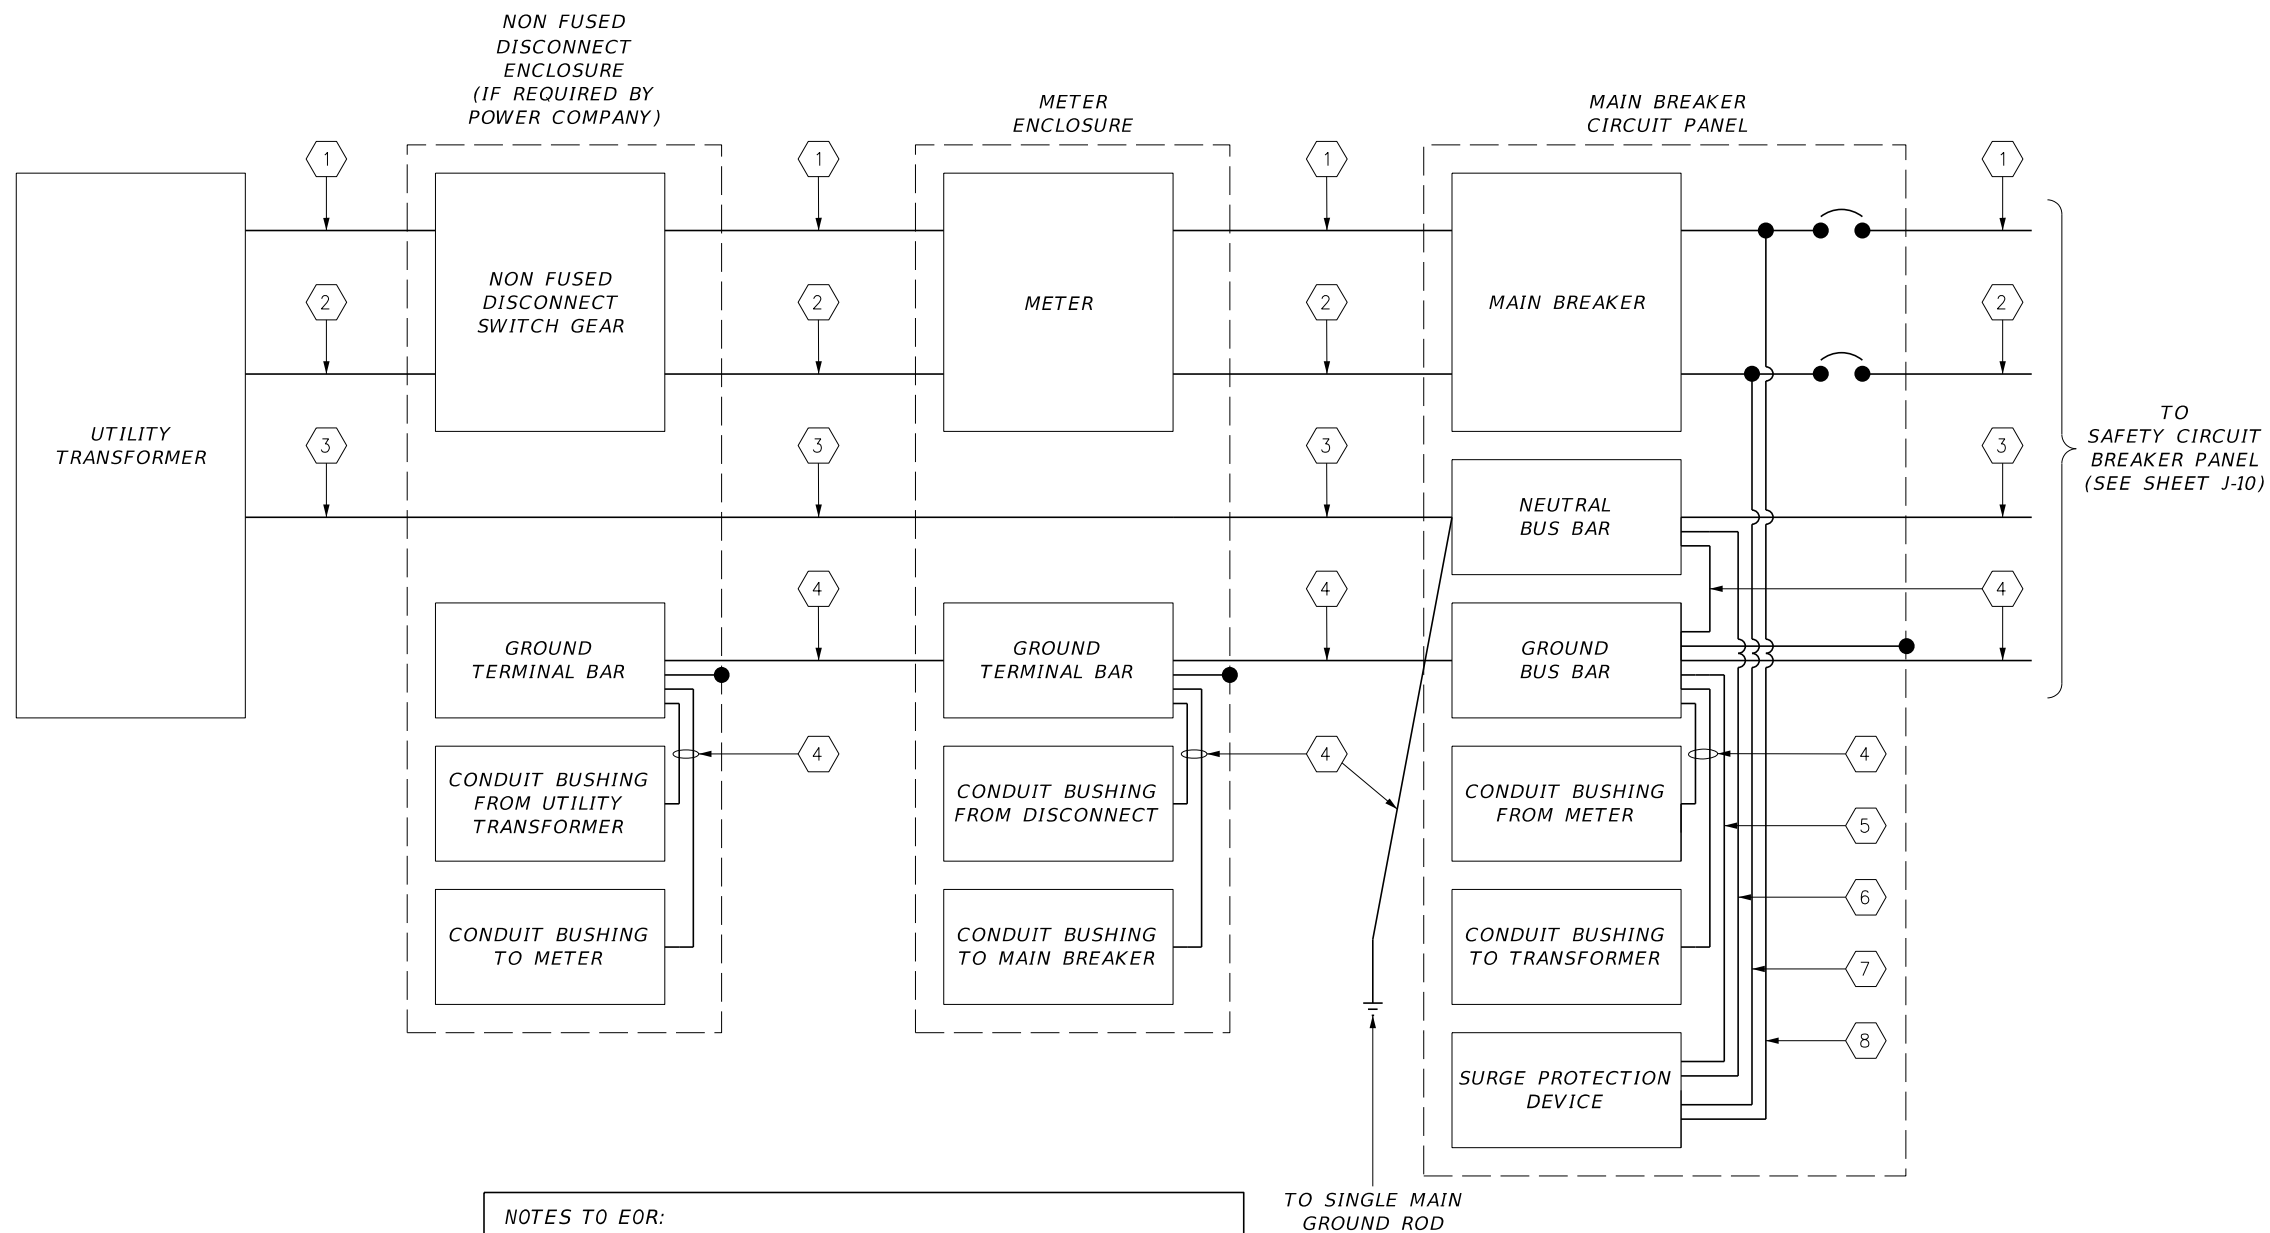 NON FUSED
DISCONNECT
ENCLOSURE
(IF REQUIRED BY
POWER COMPANY)
METER
ENCLOSURE
MAIN BREAKER
CIRCUIT PANEL
1
1
1
1
NON FUSED
DISCONNECT
SWITCH GEAR
METER
MAIN BREAKER
2
2
2
2
UTILITY
TRANSFORMER
3
3
3
3
TO
SAFETY CIRCUIT
BREAKER PANEL
(SEE SHEET J-10)
NEUTRAL
BUS BAR
4
4
4
GROUND
TERMINAL BAR
GROUND
TERMINAL BAR
GROUND
BUS BAR
4
4
4
CONDUIT BUSHING
FROM UTILITY
TRANSFORMER
CONDUIT BUSHING
FROM DISCONNECT
CONDUIT BUSHING
FROM METER
5
6
CONDUIT BUSHING
TO METER
CONDUIT BUSHING
TO MAIN BREAKER
CONDUIT BUSHING
TO TRANSFORMER
7
8
SURGE PROTECTION
DEVICE
TO SINGLE MAIN
GROUND ROD
NOTES TO EOR: